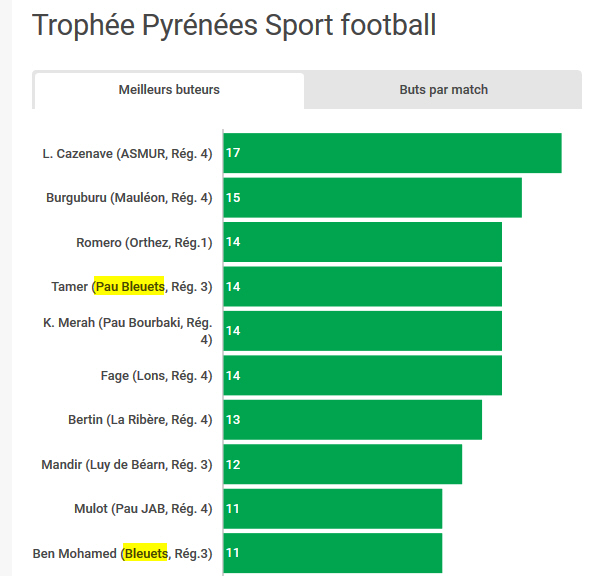 Trophée Pyrénées Sport football
Meilleurs buteurs
Buts par match
L. Cazenave (ASMUR, Rég. 4) 17
Burguburu (Mauléon, Rég. 4) 15
Romero (Orthez, Rég.1) 14
Tamer (Pau Bleuets, Rég. 3) 14
K. Merah (Pau Bourbaki, Rég.
4) 14
Fage (Lons, Rég. 4) 14
Bertin (La Ribère, Rég. 4) 13
Mandir (Luy de Béarn, Rég. 3) 12
Mulot (Pau JAB, Rég. 4) 11
Ben Mohamed (Bleuets, Rég.3) 11